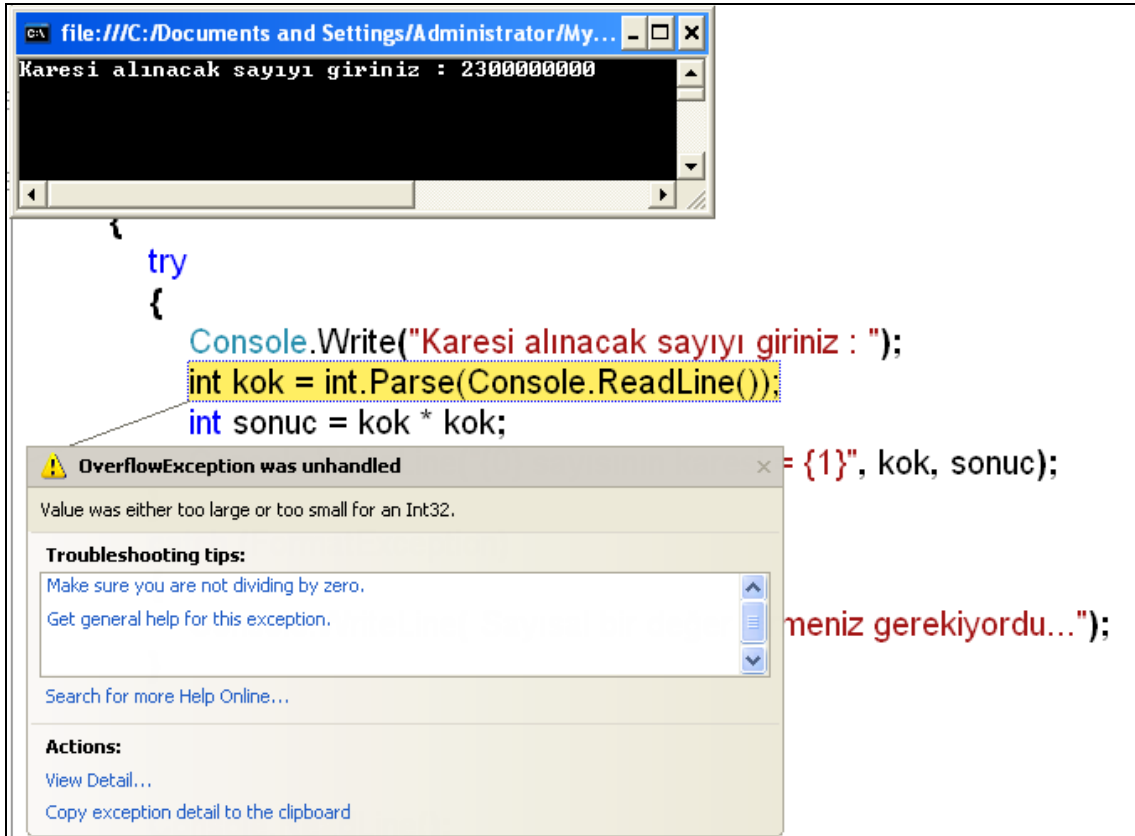 file:///C:/Documents and Settings/Administrator/My...
Karesi alınacak sayıyı giriniz : 2300000000
{
try
{
Console.Write("Karesi alınacak sayıyı giriniz : ");
int kok = int.Parse(Console.ReadLine());
int sonuc = kok * kok;
= {1}", kok, sonuc);
OverflowException was unhandled
Value was either too large or too small for an Int32.
Troubleshooting tips:
Make sure you are not dividing by zero.
Get general help for this exception.
meniz gerekiyordu...");
Search for more Help Online...
Actions:
View Detail...
Copy exception detail to the clipboard